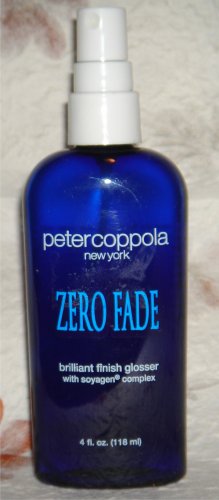 petercoppola
new york
ZERO FADE
brilliant finish glosser
with soyagen® complex
4 fl. oz. (118 ml)